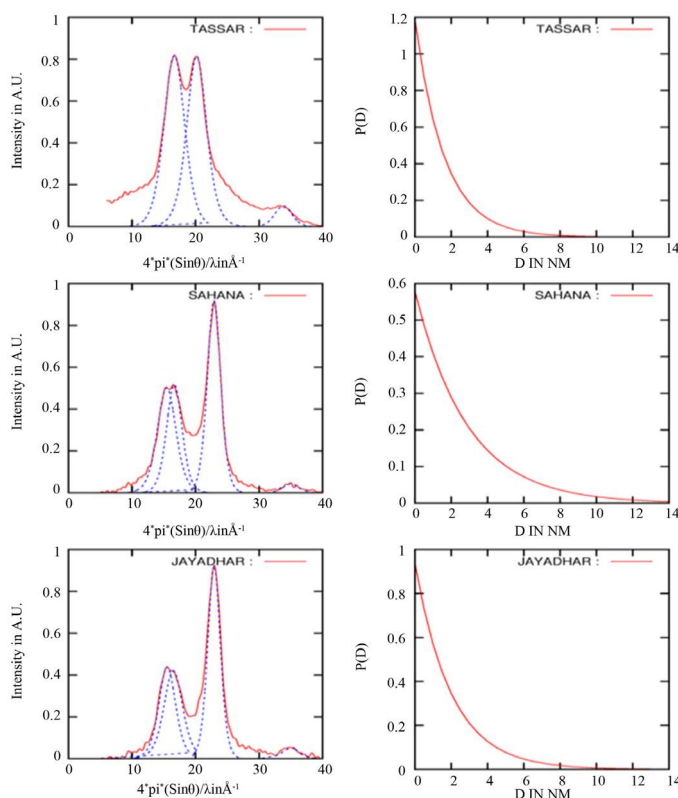 TASSAR :
Intensity in A.U.
1
0.8
0.6
0.4
0.2
0
0 10 20 30 40
4*pi*(Sinθ)/λinÅ-1
TASSAR :
P(D)
1.2
1
0.8
0.6
0.4
0.2
0
0 2 4 6 8 10 12 14
D IN NM
SAHANA :
Intensity in A.U.
1
0.8
0.6
0.4
0.2
0
0 10 20 30 40
4*pi*(Sinθ)/λinÅ-1
SAHANA :
P(D)
0.6
0.5
0.4
0.3
0.2
0.1
0
0 2 4 6 8 10 12 14
D IN NM
JAYADHAR :
Intensity in A.U.
1
0.8
0.6
0.4
0.2
0
0 10 20 30 40
4*pi*(Sinθ)/λinÅ-1
JAYADHAR :
P(D)
1
0.8
0.6
0.4
0.2
0
0 2 4 6 8 10 12 14
D IN NM